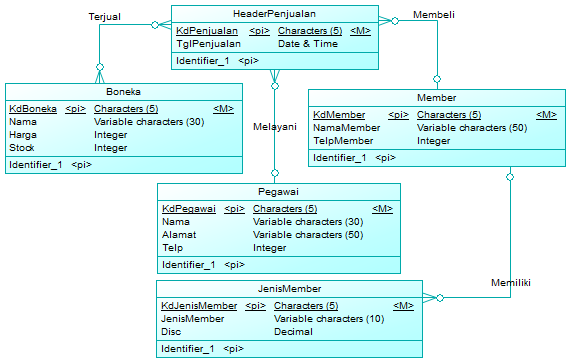 Terjual
HeaderPenjualan
KdPenjualan <pi> Characters (5) <M>
TglPenjualan Date & Time
Identifier_1 <pi>
Membeli
Boneka
KdBoneka <pi> Characters (5) <M>
Nama Variable characters (30)
Harga Integer
Stock Integer
Identifier_1 <pi>
Member
KdMember <pi> Characters (5) <M>
NamaMember Variable characters (50)
TelpMember Integer
Identifier_1 <pi>
Melayani
Pegawai
KdPegawai <pi> Characters (5) <M>
Nama Variable characters (30)
Alamat Variable characters (50)
Telp Integer
Identifier_1 <pi>
Memiliki
JenisMember
KdJenisMember <pi> Characters (5) <M>
JenisMember Variable characters (10)
Disc Decimal
Identifier_1 <pi>